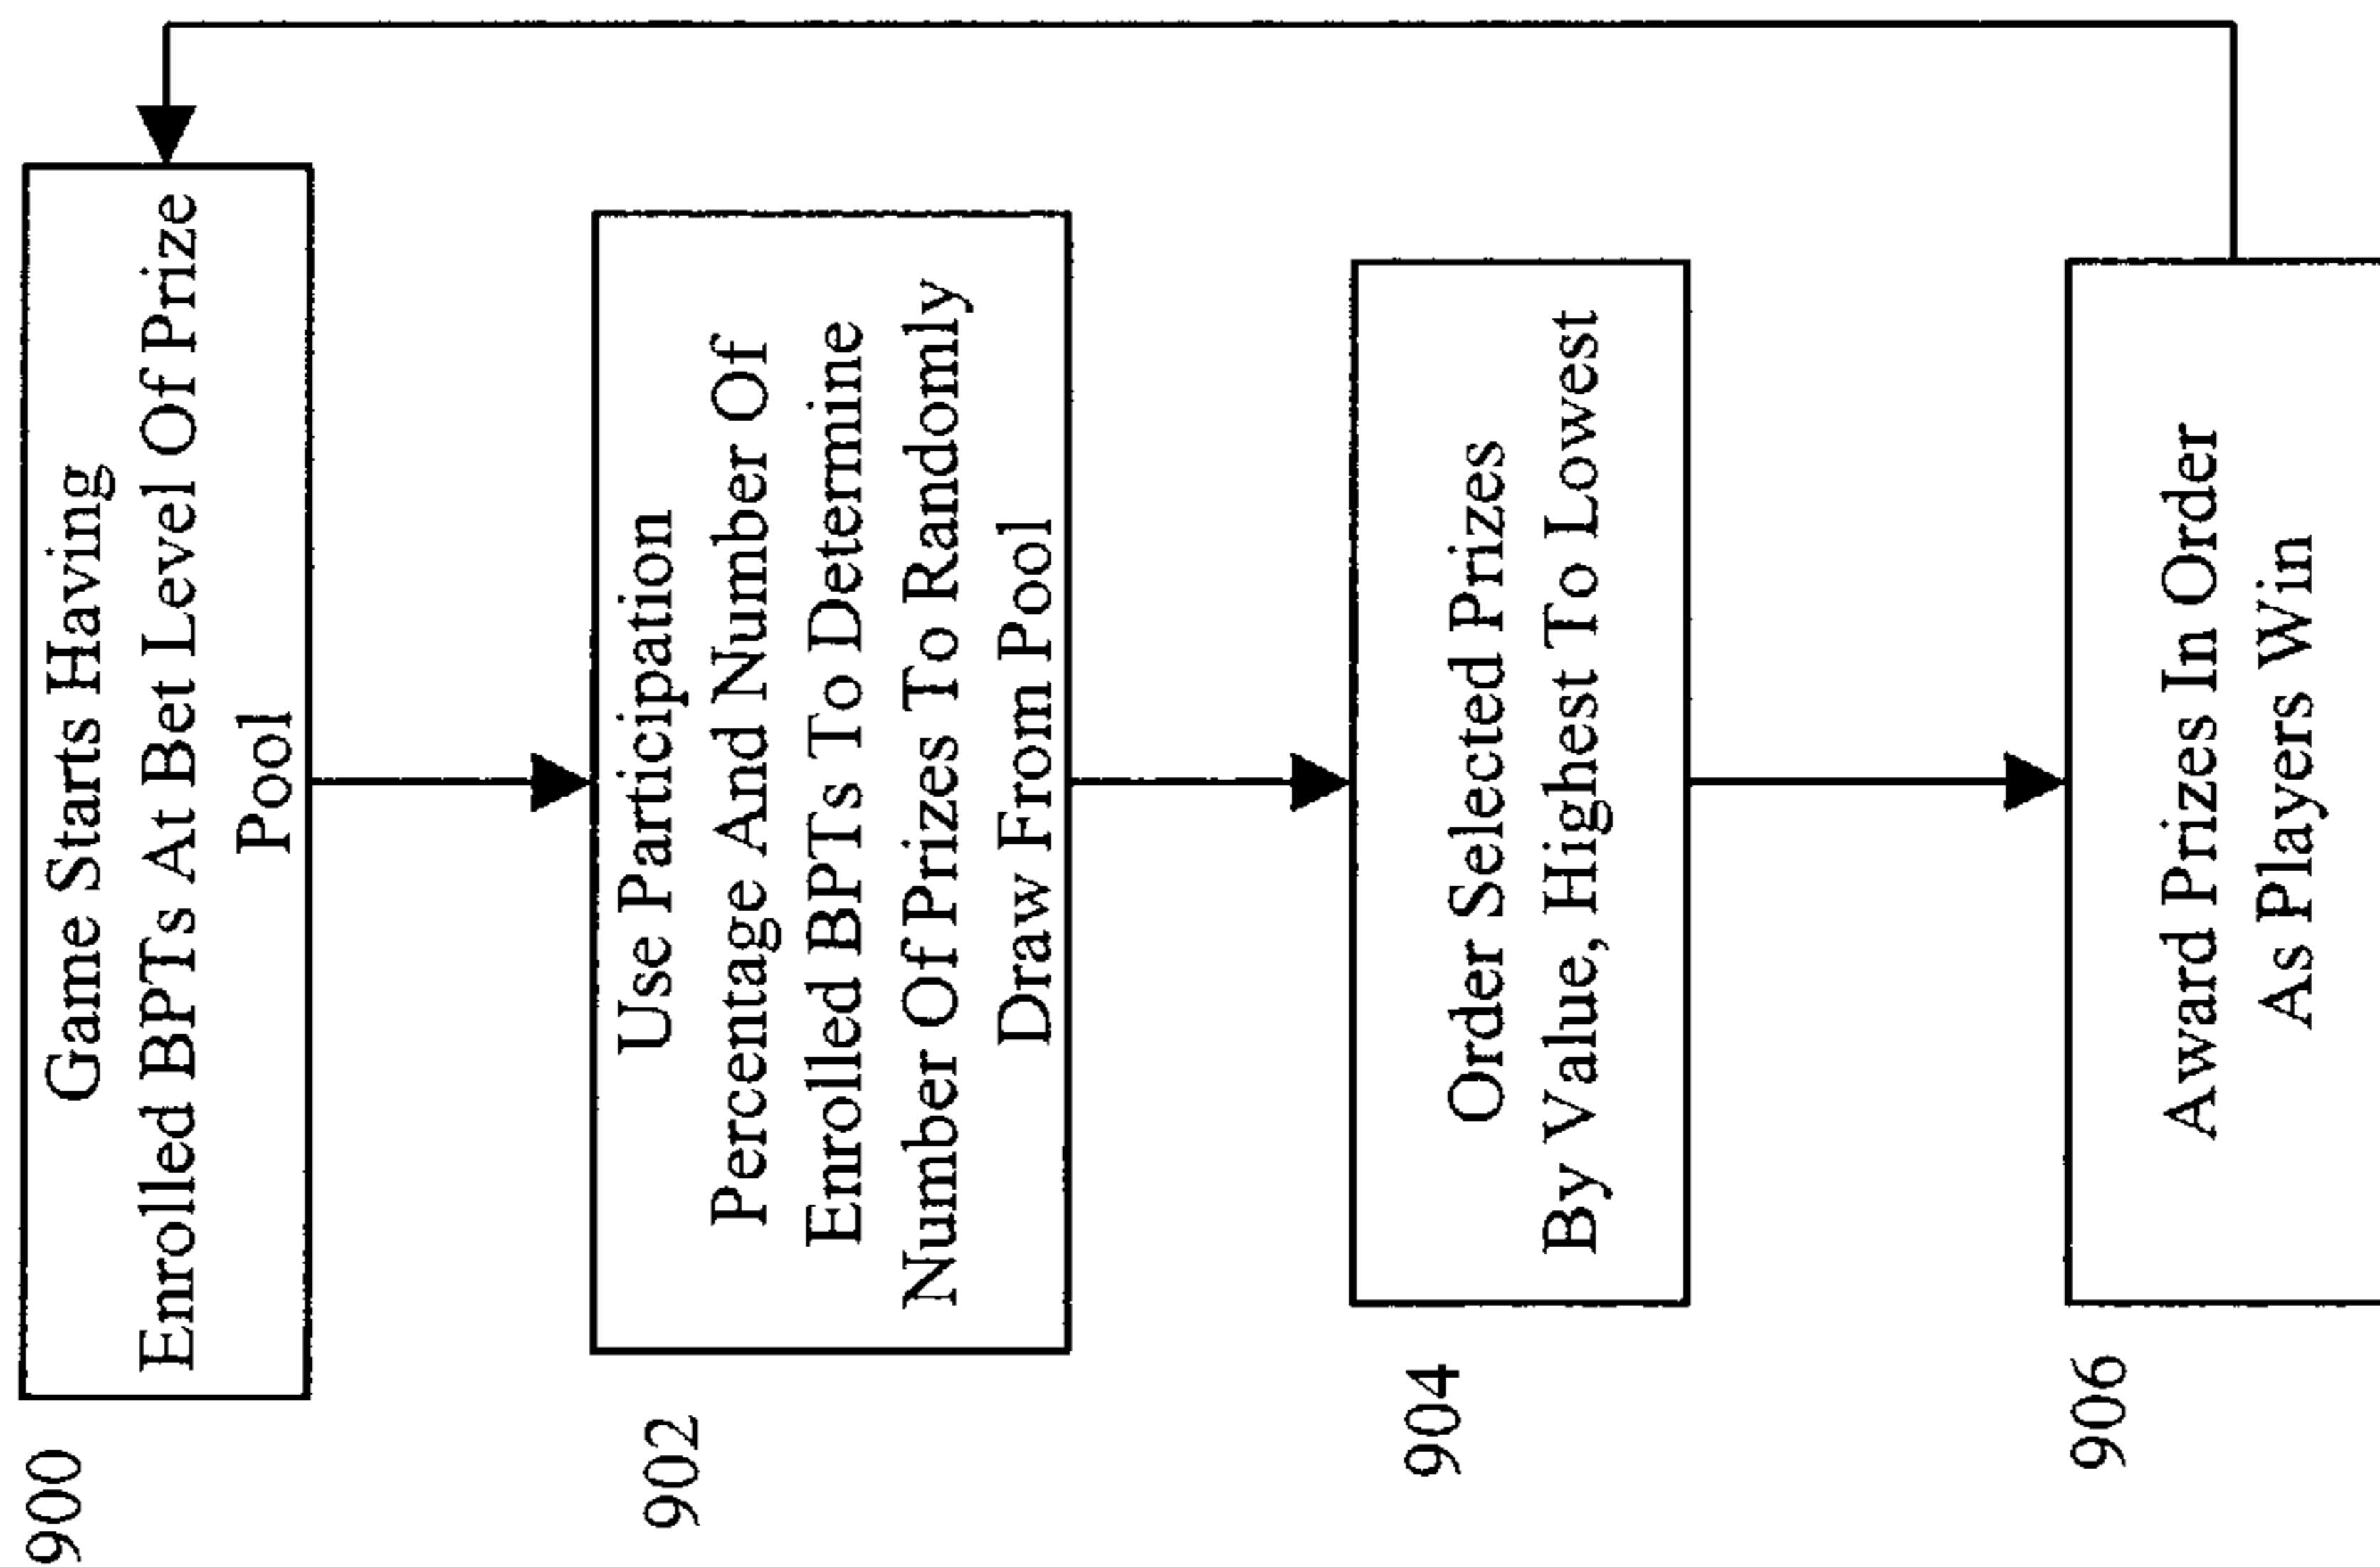 900
Game Starts Having
Enrolled BPTs At Bet Level Of Prize
Pool
902
Use Participation
Percentage And Number Of
Enrolled BPTs To Determine
Number Of Prizes To Randomly
Draw From Pool
904
Order Selected Prizes
By Value, Highest To Lowest
906
Award Prizes In Order
As Players Win